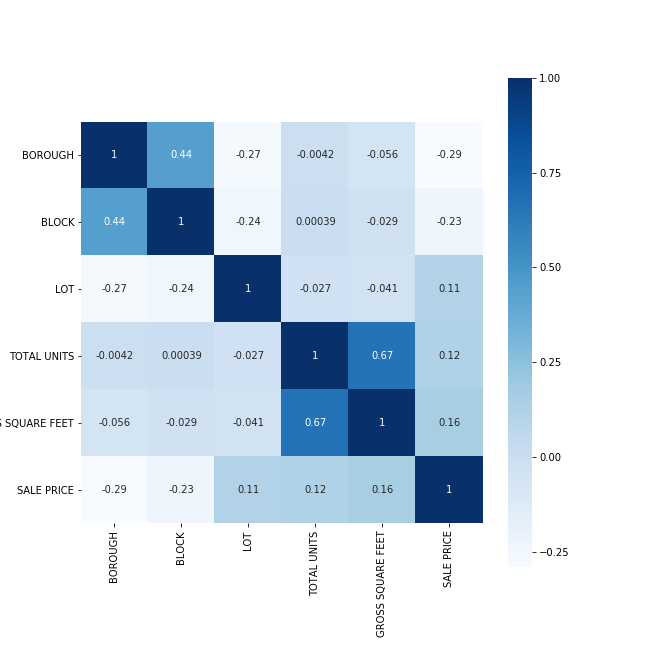 1.00
BOROUGH 1 0.44 -0.27 -0.0042 -0.056 -0.29
0.75
BLOCK 0.44 1 -0.24 0.00039 -0.029 -0.23
0.50
LOT -0.27 -0.24 1 -0.027 -0.041 0.11
TOTAL UNITS -0.0042 0.00039 -0.027 1 0.67 0.12
0.25
S SQUARE FEET -0.056 -0.029 -0.041 0.67 1 0.16
0.00
SALE PRICE -0.29 -0.23 0.11 0.12 0.16 1
−0.25
BOROUGH
BLOCK
LOT
TOTAL UNITS
GROSS SQUARE FEET
SALE PRICE